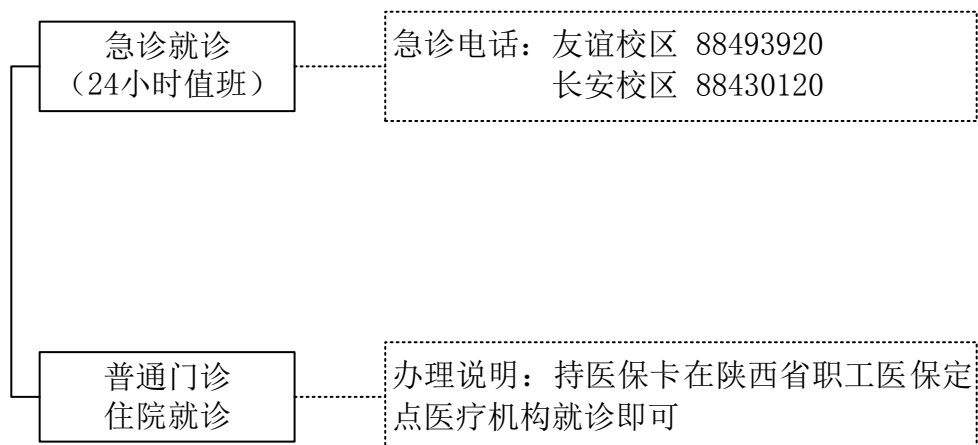 急诊就诊
（24小时值班）
急诊电话：友谊校区 88493920
长安校区 88430120
普通门诊
住院就诊
办理说明：持医保卡在陕西省职工医保定
点医疗机构就诊即可